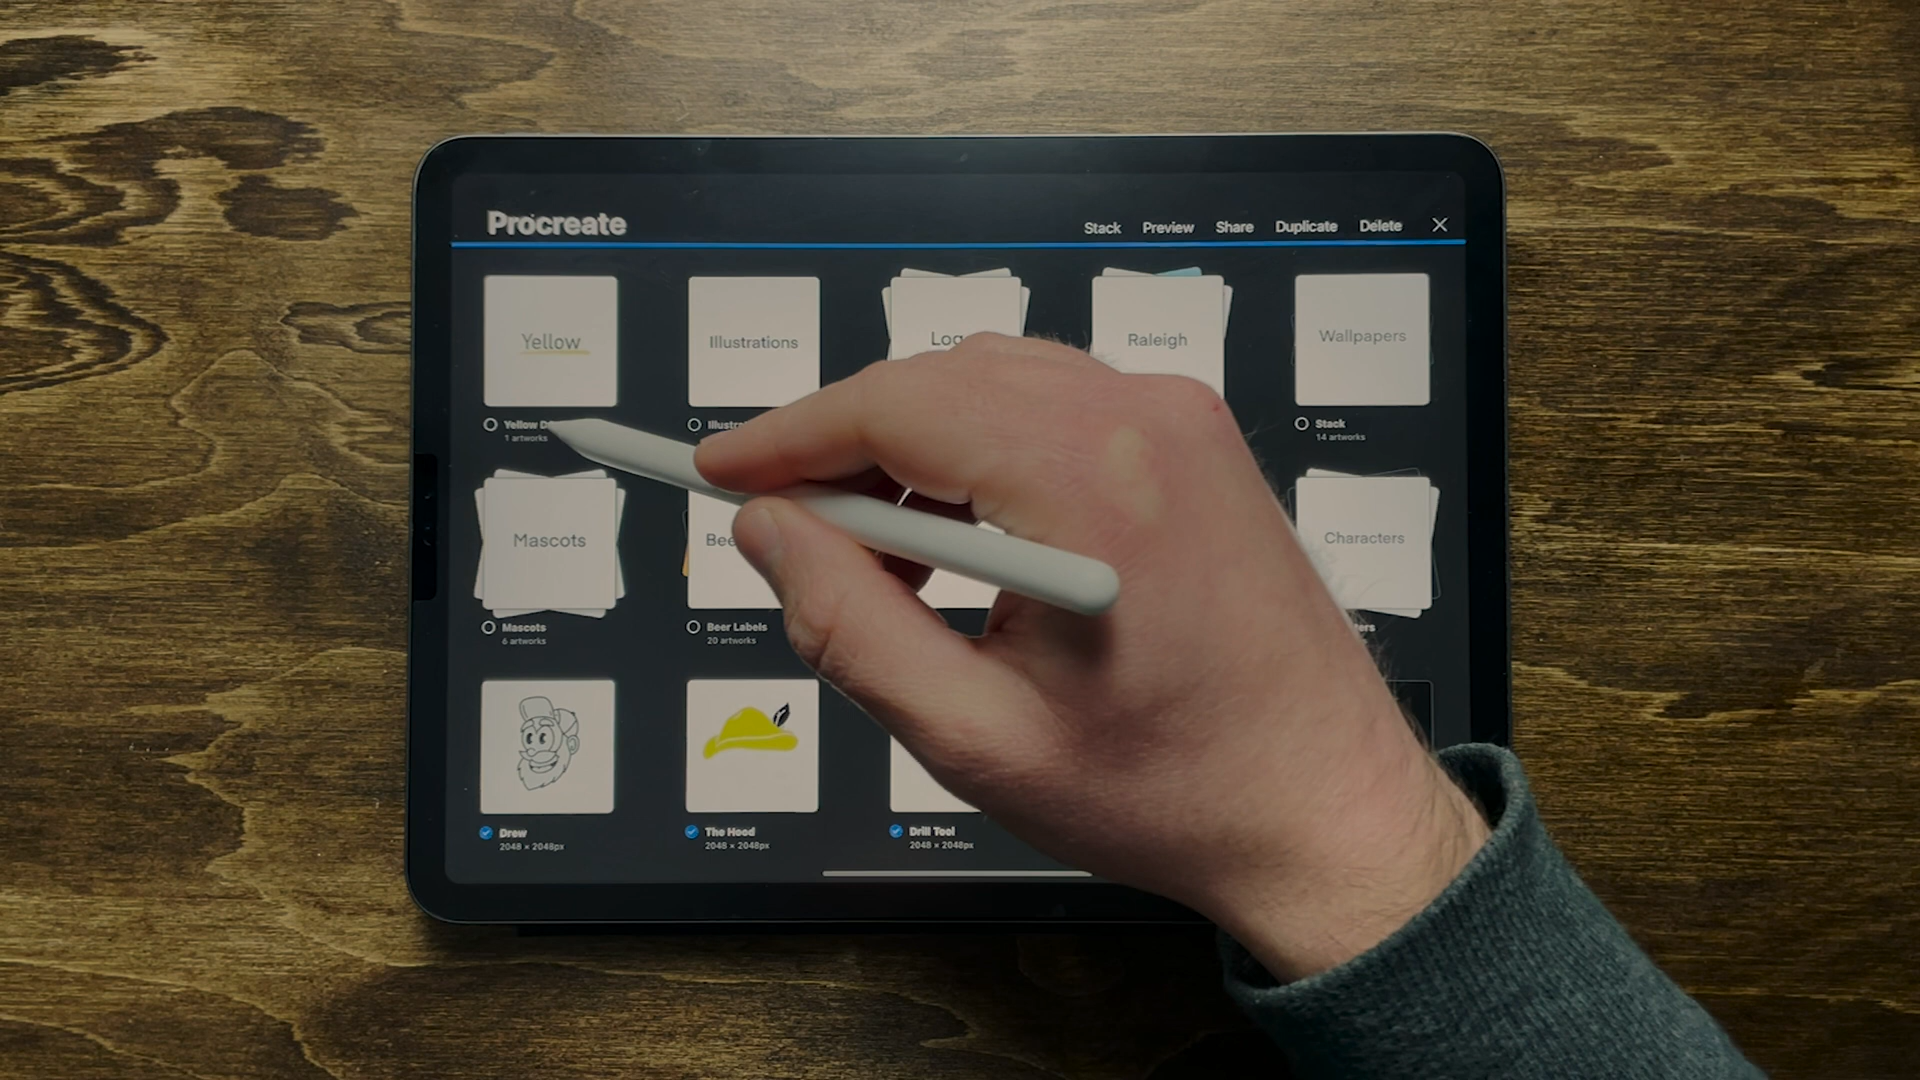 Procreate
Stack Preview Share Duplicate Delete
Yellow Illustrations Raleigh Wallpapers
Yellow Stack
1 artworks 14 artworks
Mascots Characters
Mascots Beer Labels
6 artworks 20 artworks
Drew The Hood Drill Tool
2048 × 2048px 2048 × 2048px 2048 × 2048px